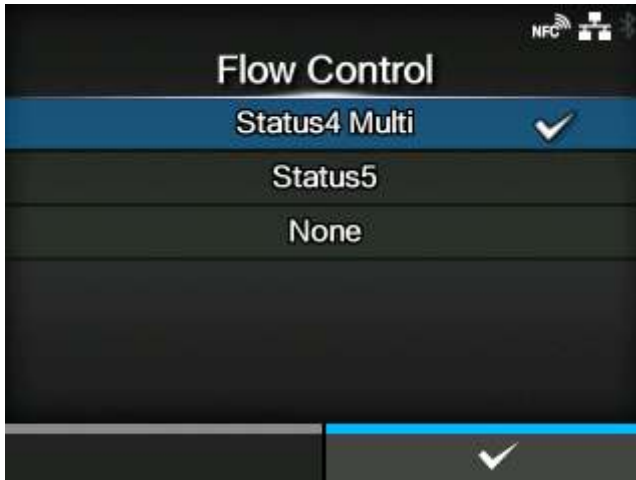 NFC
Flow Control
Status4 Multi
Status5
None